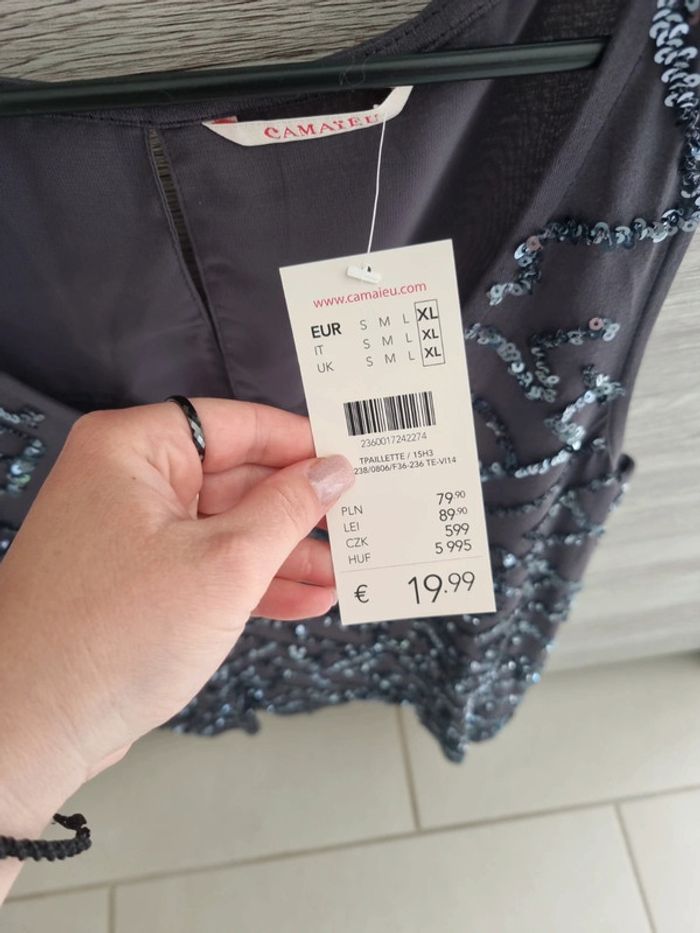 CAMAÏEU
www.camaieu.com
EUR S M L XL
IT S M L XL
UK S M L XL
2360017242274
TPAILLETTE / 15H3
238/0806/F36-236 TE-VI14
PLN 79.90
LEI 89.90
CZK 599
HUF 5 995
€ 19.99